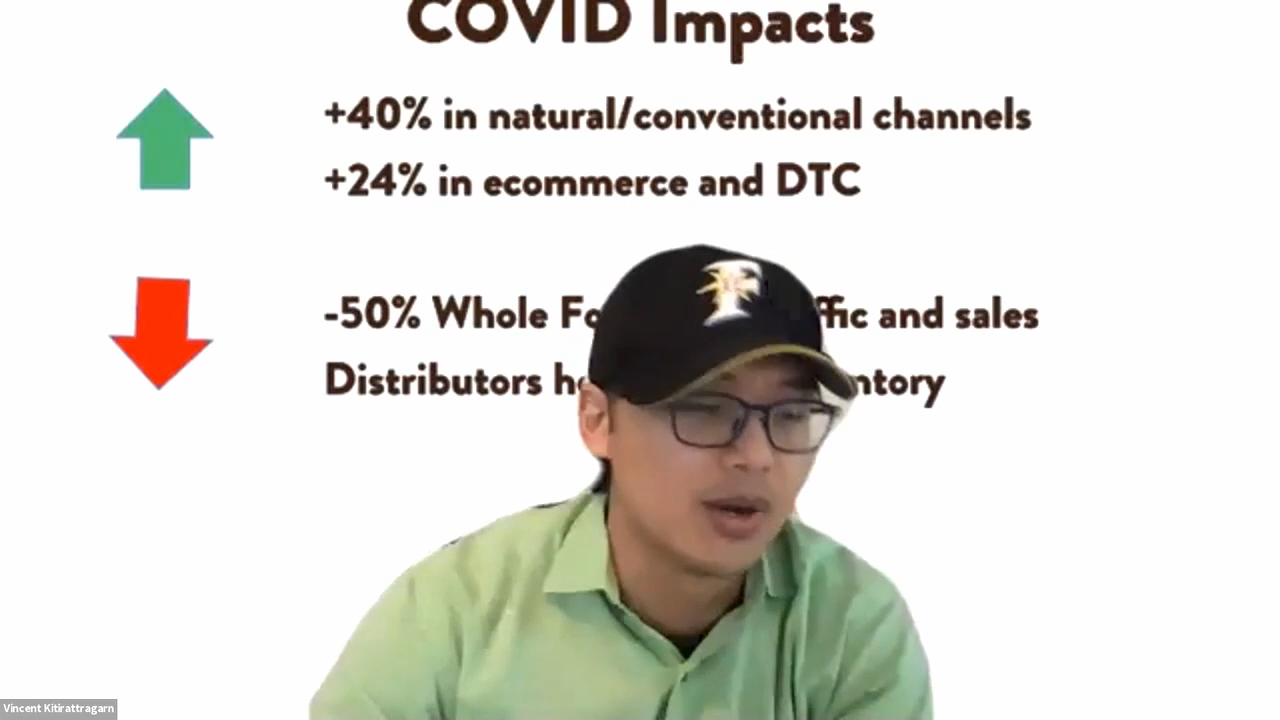 COVID Impacts
+40% in natural/conventional channels
+24% in ecommerce and DTC
-50% Whole and sales
Distributors
T
Vincent Kitirattragarn